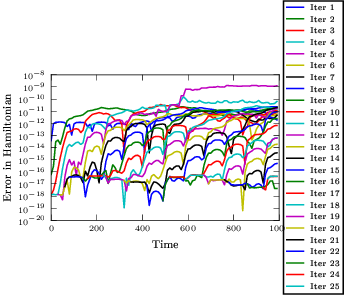 Iter 1
Iter 2
Iter 3
Iter 4
Iter 5
Iter 6
Iter 7
Iter 8
Iter 9
Iter 10
Iter 11
Iter 12
Iter 13
Iter 14
Iter 15
Iter 16
Iter 17
Iter 18
Iter 19
Iter 20
Iter 21
Iter 22
Iter 23
Iter 24
Iter 25
10⁻⁸
10⁻⁹
10⁻¹⁰
10⁻¹¹
10⁻¹²
10⁻¹³
10⁻¹⁴
10⁻¹⁵
10⁻¹⁶
10⁻¹⁷
10⁻¹⁸
10⁻¹⁹
10⁻²⁰
Error in Hamiltonian
0 200 400 600 800 100
Time